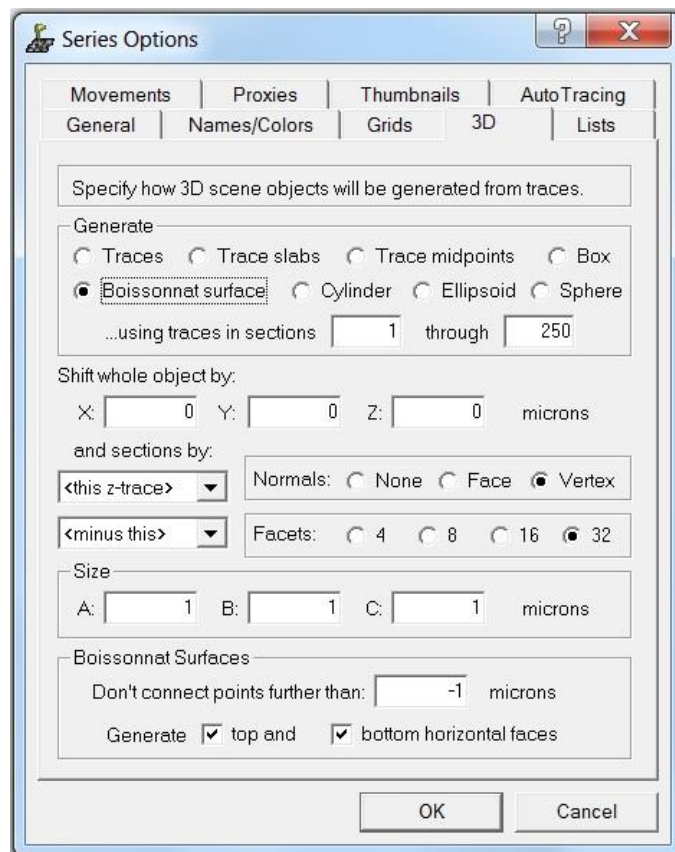 Series Options
Movements Proxies Thumbnails AutoTracing
General Names/Colors Grids 3D Lists
Specify how 3D scene objects will be generated from traces.
Generate
Traces Trace slabs Trace midpoints Box
Boissonnat surface Cylinder Ellipsoid Sphere
...using traces in sections 1 through 250
Shift whole object by:
X: 0 Y: 0 Z: 0 microns
and sections by:
<this z-trace> Normals: None Face Vertex
<minus this> Facets: 4 8 16 32
Size
A: 1 B: 1 C: 1 microns
Boissonnat Surfaces
Don't connect points further than: -1 microns
Generate top and bottom horizontal faces
OK Cancel